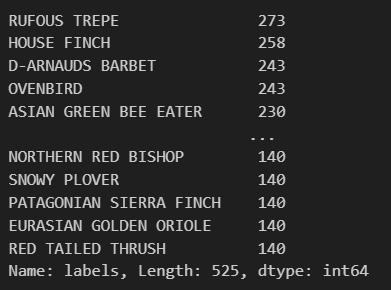 RUFOUS TREPE 273
HOUSE FINCH 258
D-ARNAUDS BARBET 243
OVENBIRD 243
ASIAN GREEN BEE EATER 230
...
NORTHERN RED BISHOP 140
SNOWY PLOVER 140
PATAGONIAN SIERRA FINCH 140
EURASIAN GOLDEN ORIOLE 140
RED TAILED THRUSH 140
Name: labels, Length: 525, dtype: int64